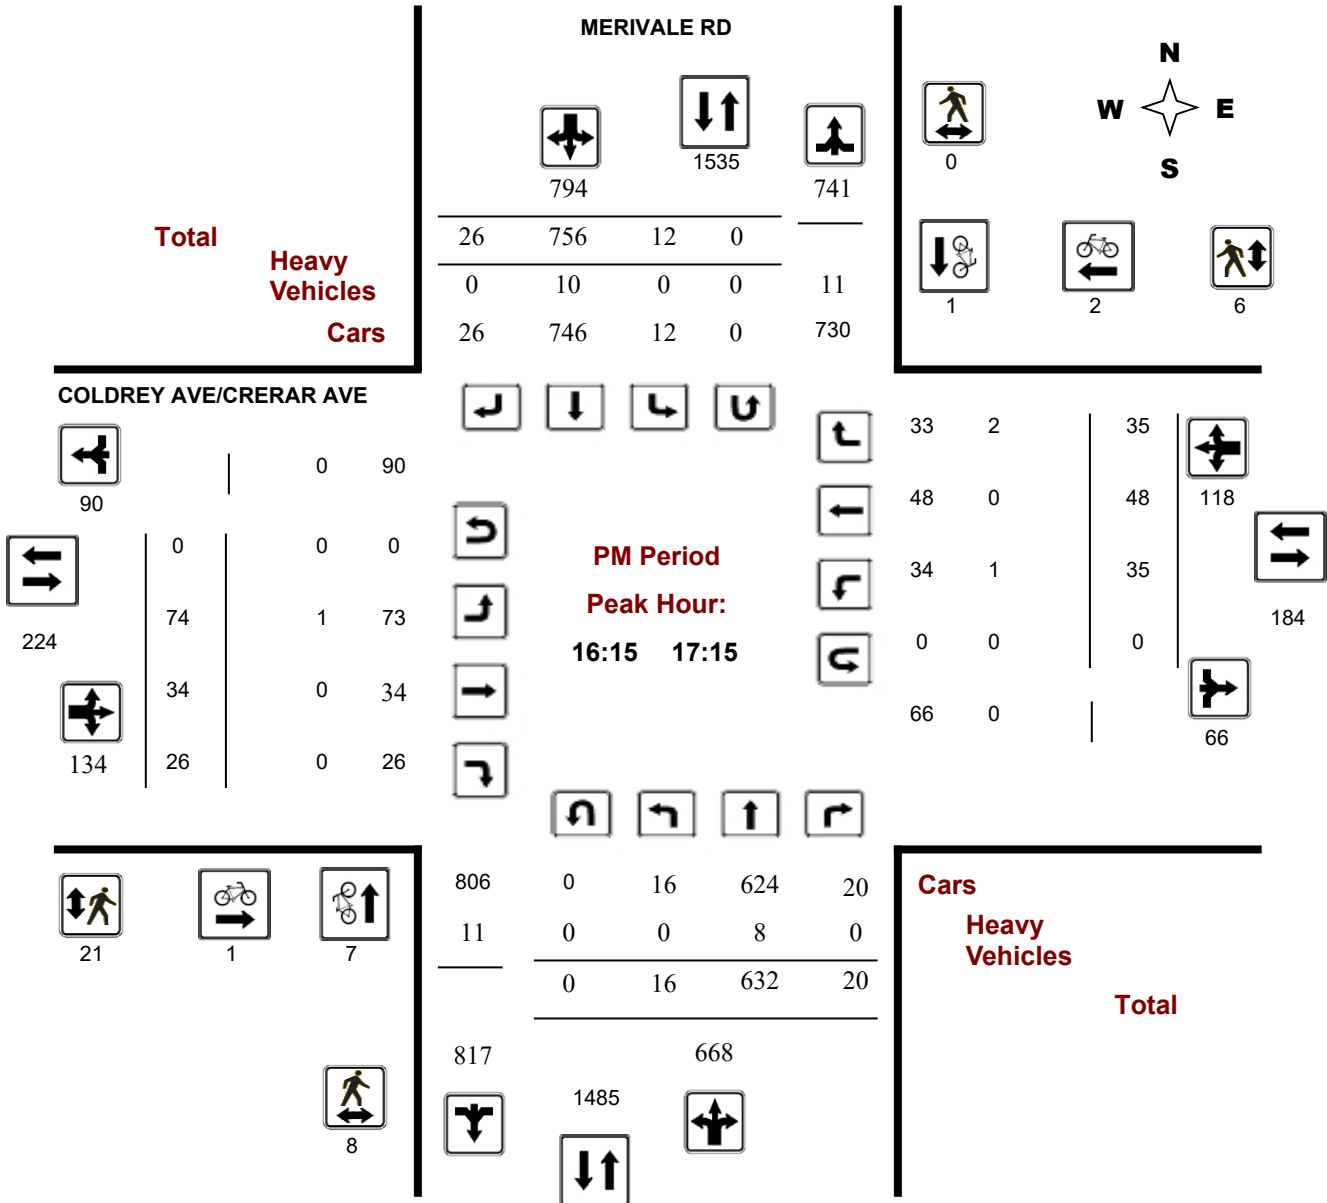 MERIVALE RD
N
W E
S
1535
0
794 741
Total 26 756 12 0
1 2 6
Heavy
Vehicles 0 10 0 0 11
Cars 26 746 12 0 730
COLDREY AVE/CRERAR AVE
33 2 35
0 90
90
48 0 48 118
0 0 0
PM Period
34 1 35
Peak Hour:
74 1 73
184
224
16:15 17:15
0 0 0
34 0 34
66 0
66
134 26 0 26
806 0 16 624 20
Cars
11 0 0 8 0
Heavy
Vehicles
21 1 7
0 16 632 20
Total
817 668
1485
8